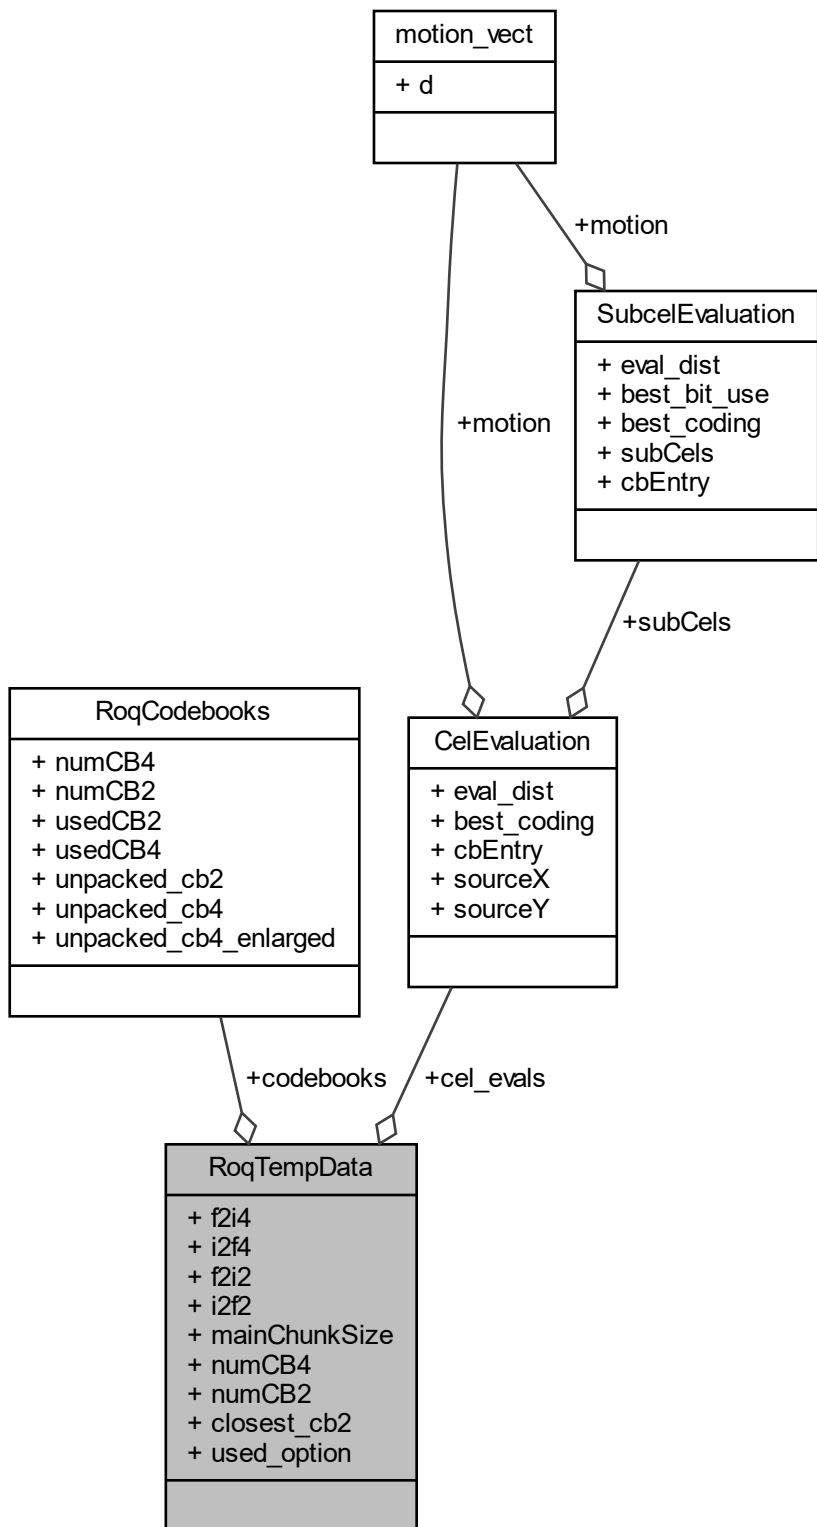 motion_vect
+ d
+motion
SubcelEvaluation
+ eval_dist
+ best_bit_use
+ best_coding
+ subCels
+ cbEntry
+motion
+subCels
RoqCodebooks
+ numCB4
+ numCB2
+ usedCB2
+ usedCB4
+ unpacked_cb2
+ unpacked_cb4
+ unpacked_cb4_enlarged
CelEvaluation
+ eval_dist
+ best_coding
+ cbEntry
+ sourceX
+ sourceY
+codebooks
+cel_evals
RoqTempData
+ f2i4
+ i2f4
+ f2i2
+ i2f2
+ mainChunkSize
+ numCB4
+ numCB2
+ closest_cb2
+ used_option